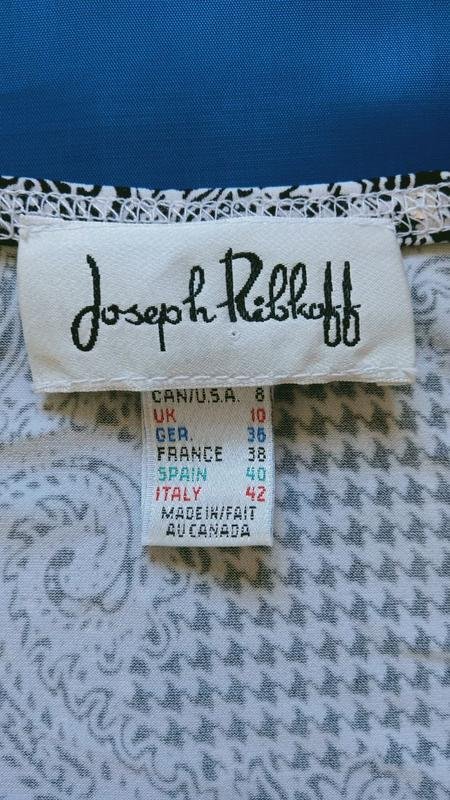 Joseph Ribkoff
CAN/U.S.A. 8
UK 10
GER. 36
FRANCE 38
SPAIN 40
ITALY 42
MADE IN/FAIT
AU CANADA